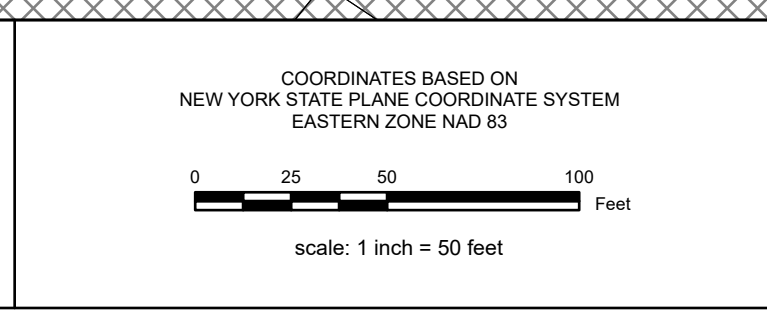 COORDINATES BASED ON
NEW YORK STATE PLANE COORDINATE SYSTEM
EASTERN ZONE NAD 83
0 25 50 100
Feet
scale: 1 inch = 50 feet